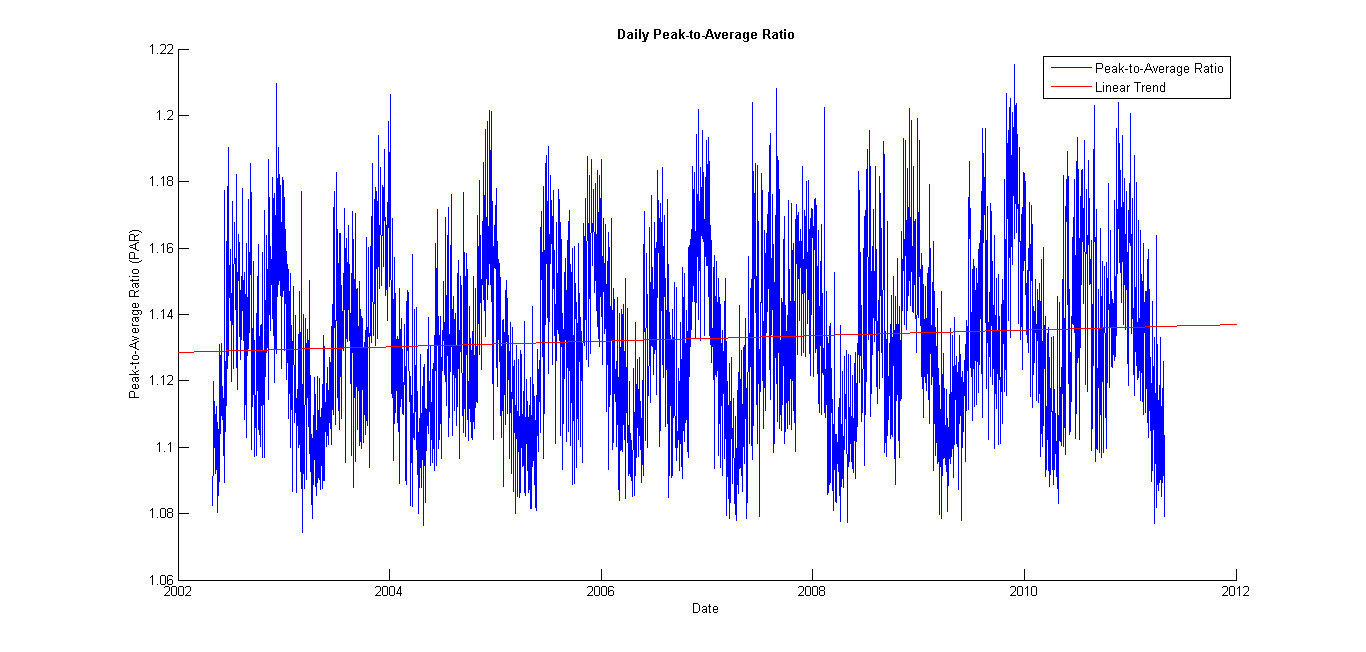 Daily Peak-to-Average Ratio
Peak-to-Average Ratio
Linear Trend
1.22
1.2
1.18
1.16
1.14
1.12
1.1
1.08
1.06
Peak-to-Average Ratio (PAR)
2002 2004 2006 2008 2010 2012
Date